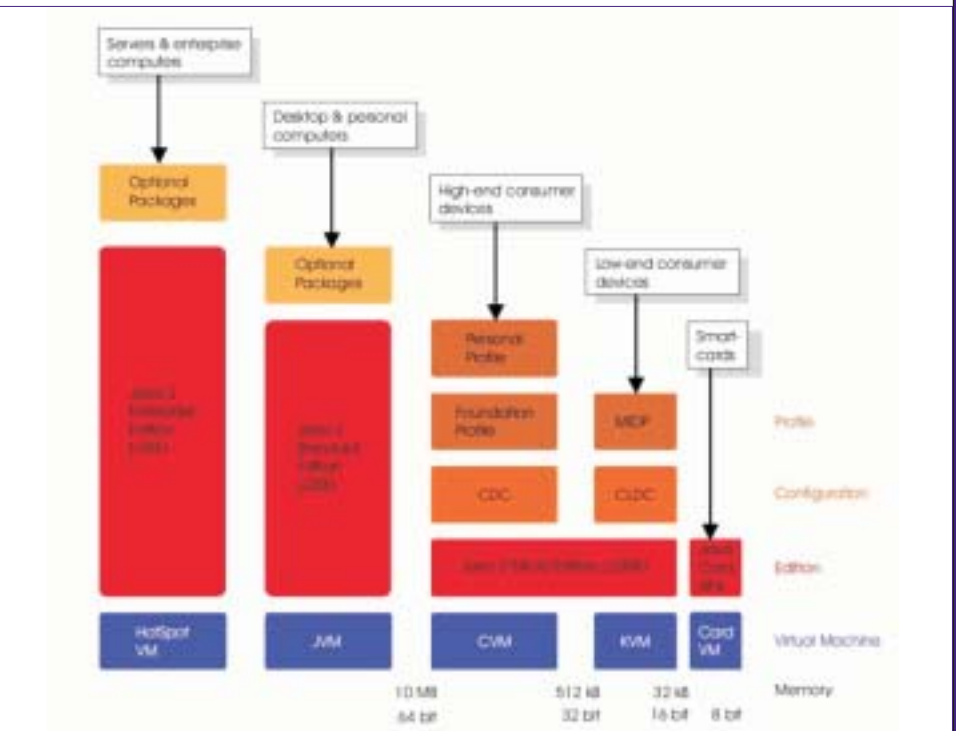 Servers & enterprise
computers
Desktop & personal
computers
Optional
Packages
High-end consumer
devices
Optional
Packages
Low-end consumer
devices
Personal
Profile
Smart-
cards
Foundation
Profile
MIDP
Profile
CDC
CLDC
Configuration
Edition
HotSpot
VM
JVM
CVM
KVM
Card
VM
Virtual Machine
10 MB
512 kB
32 kB
Memory
64 bit
32 bit
16 bit
8 bit